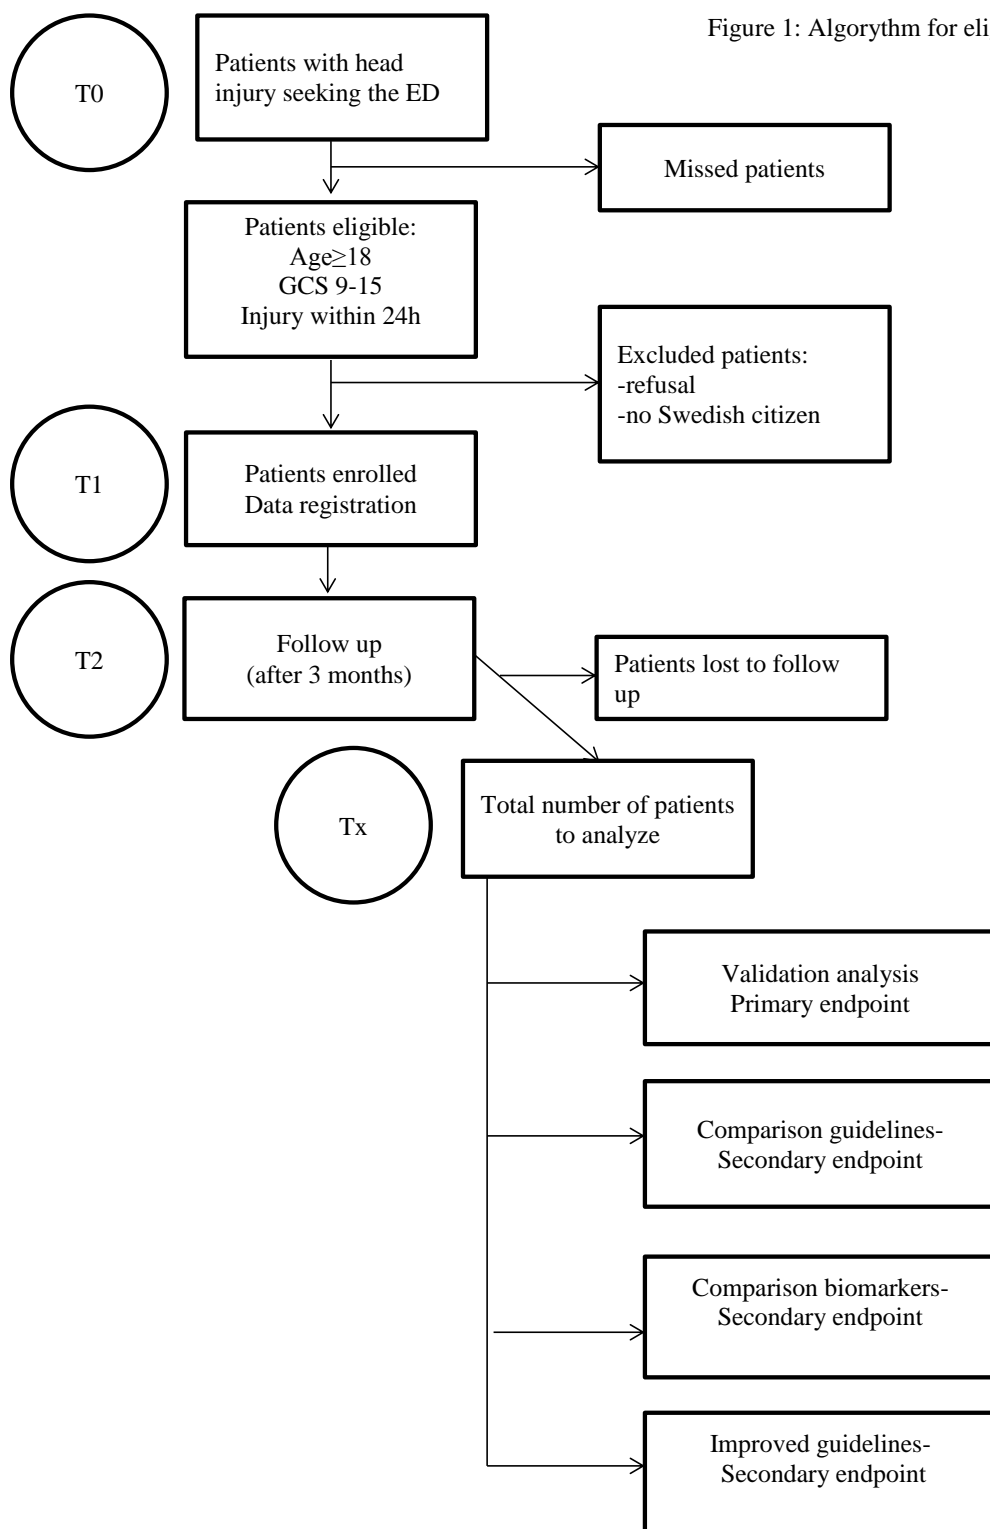 Figure 1: Algorythm for eli
T0
Patients with head
injury seeking the ED
Missed patients
Patients eligible:
Age≥18
GCS 9-15
Injury within 24h
Excluded patients:
-refusal
-no Swedish citizen
T1
Patients enrolled
Data registration
T2
Follow up
(after 3 months)
Patients lost to follow
up
Tx
Total number of patients
to analyze
Validation analysis
Primary endpoint
Comparison guidelines-
Secondary endpoint
Comparison biomarkers-
Secondary endpoint
Improved guidelines-
Secondary endpoint